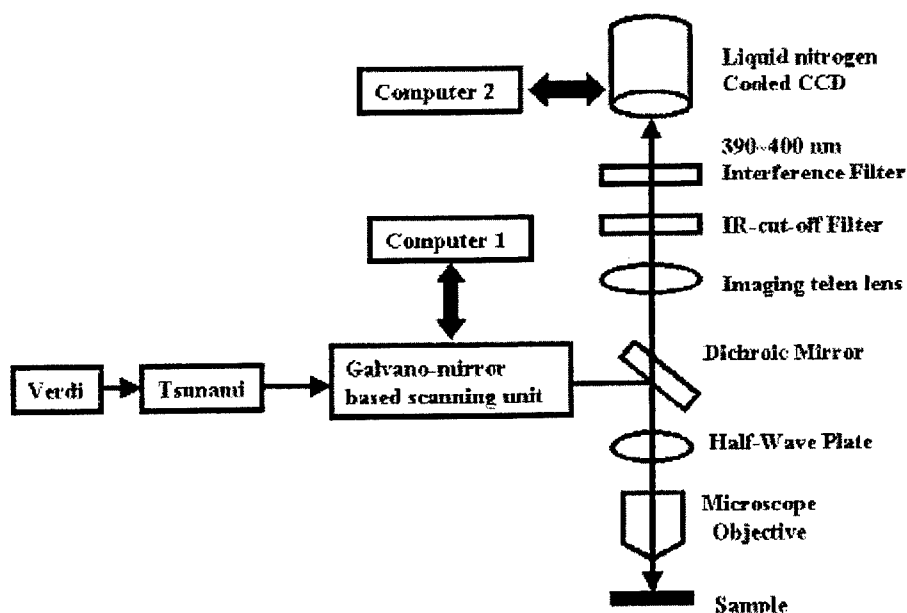 Liquid nitrogen
Cooled CCD
Computer 2
390~400 nm
Interference Filter
Computer 1
IR-cut-off Filter
Imaging telen lens
Dichroic Mirror
Verdi
Tsunami
Galvano-mirror
based scanning unit
Half-Wave Plate
Microscope
Objective
Sample